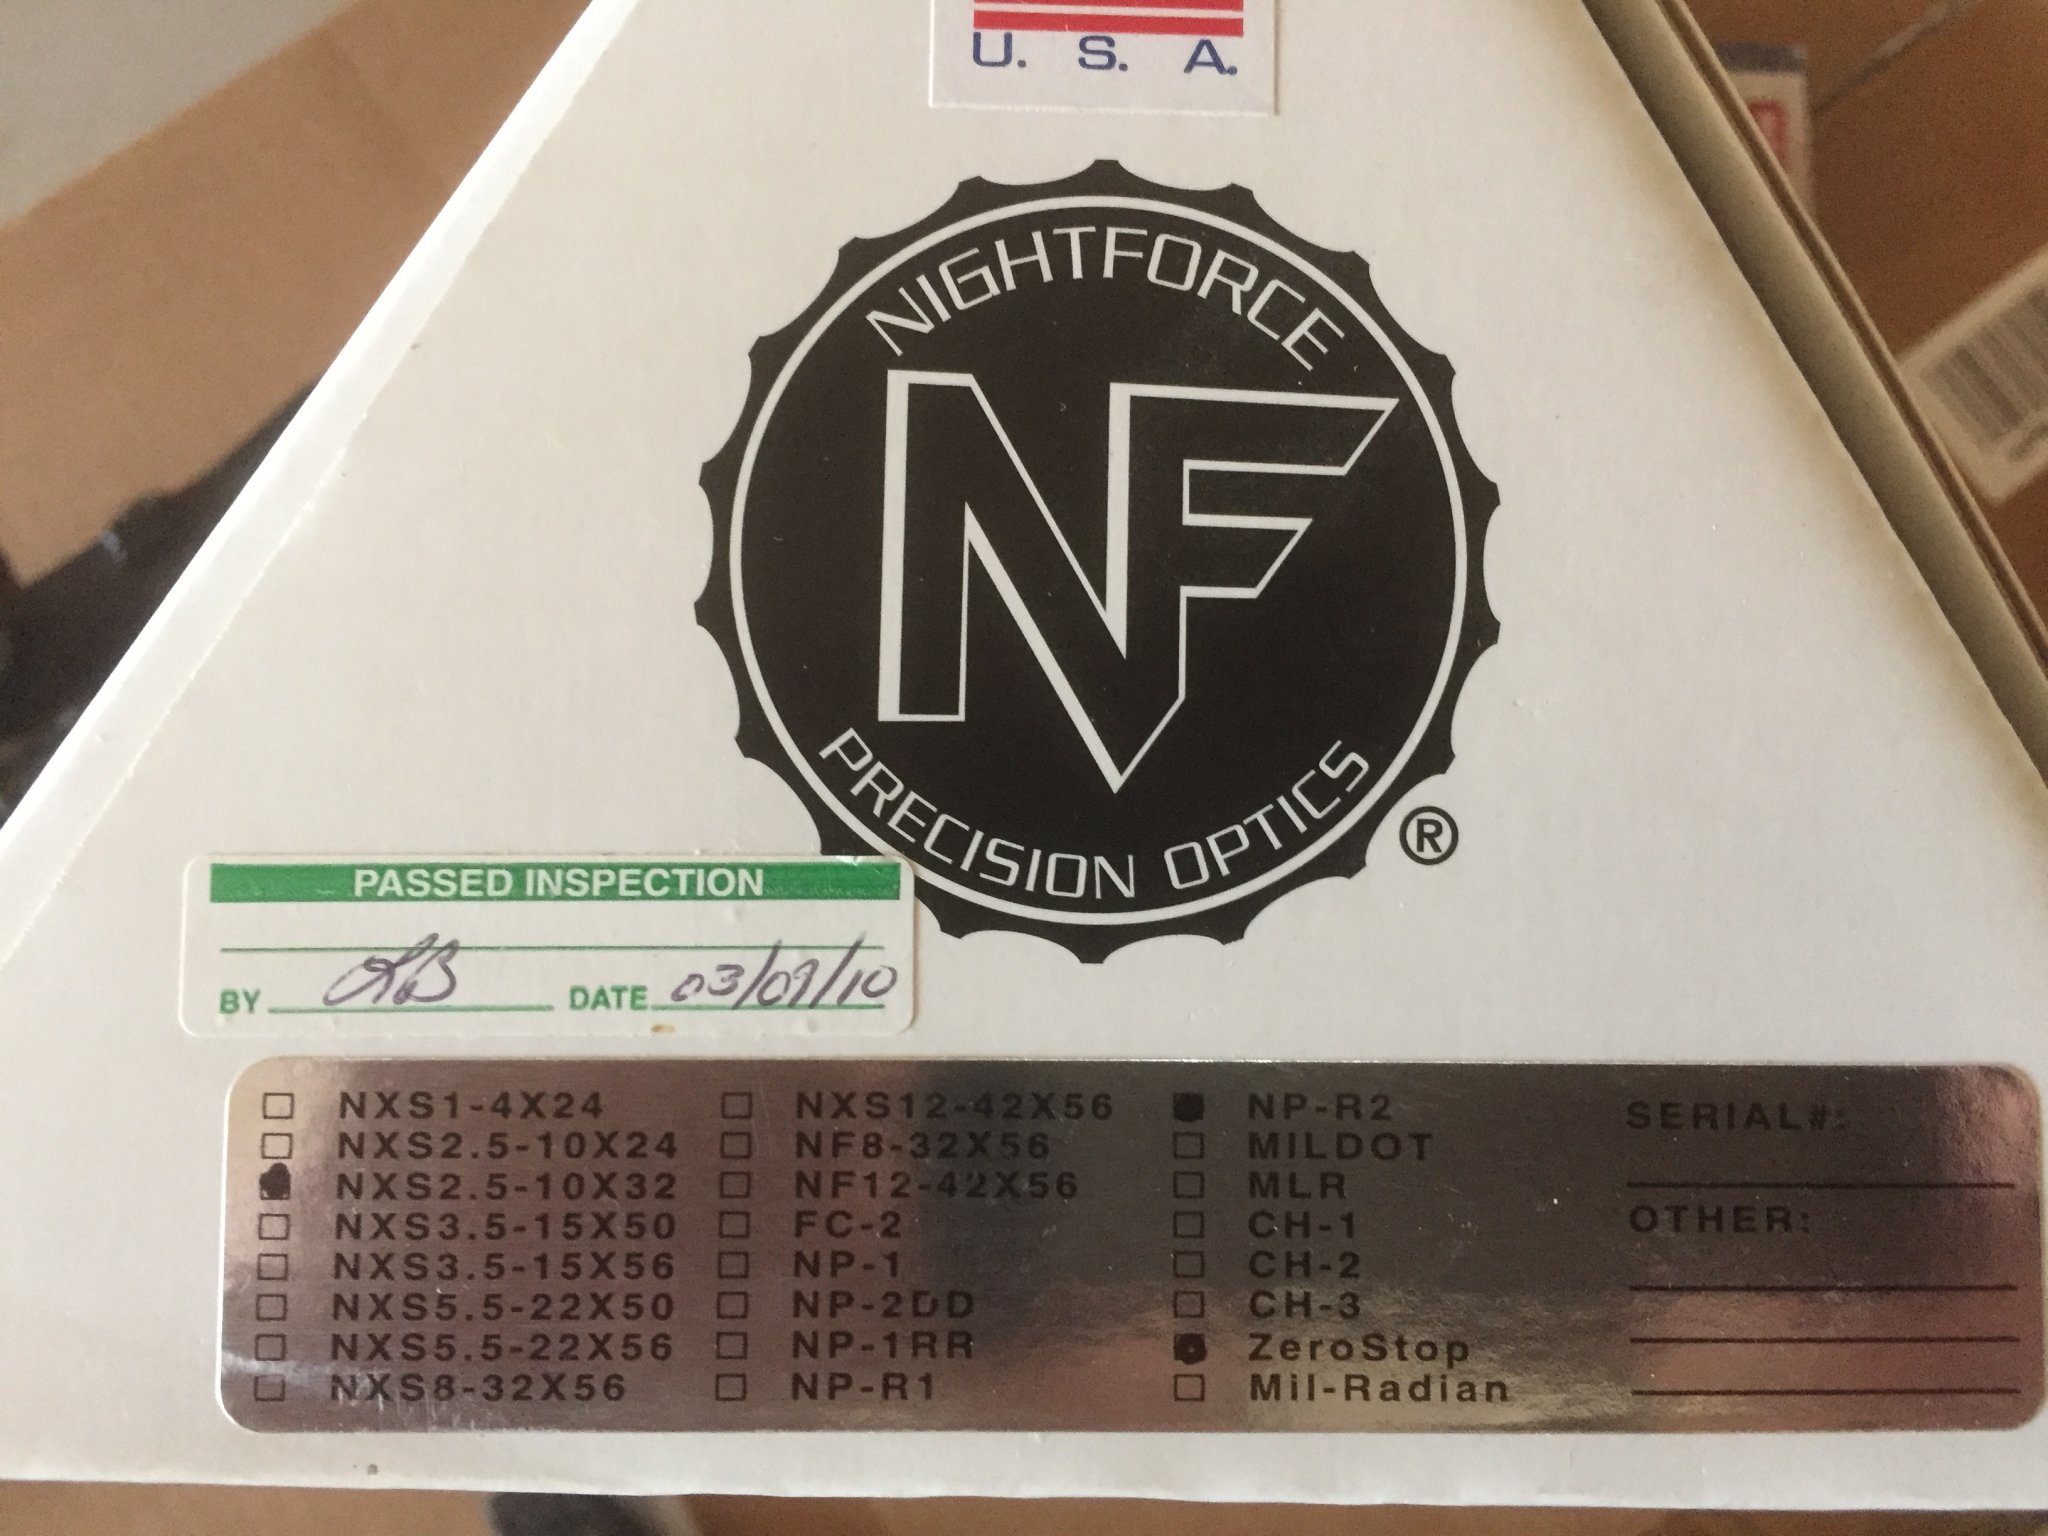 U. S. A.
NIGHTFORCE
NF
PRECISION OPTICS
®
PASSED INSPECTION
BY DATE 03/09/10
NXS1-4X24
NXS2.5-10X24
NXS2.5-10X32
NXS3.5-15X50
NXS3.5-15X56
NXS5.5-22X50
NXS5.5-22X56
NXS8-32X56
NXS12-42X56
NF8-32X56
NF12-42X56
FC-2
NP-1
NP-2DD
NP-1RR
NP-R1
NP-R2
MILDOT
MLR
CH-1
CH-2
CH-3
ZeroStop
Mil-Radian
SERIAL#:
OTHER: